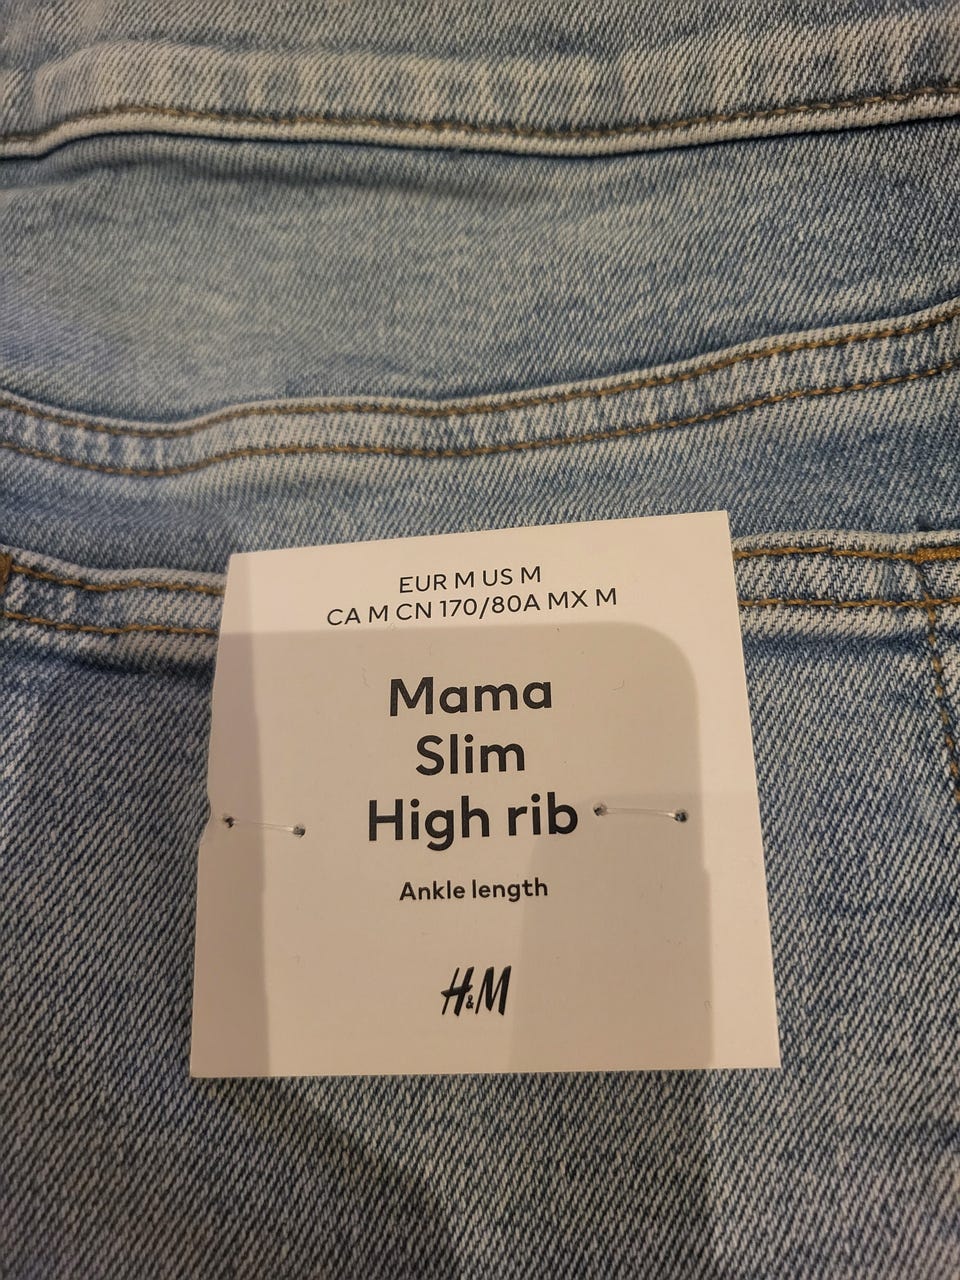 EUR M US M
CA M CN 170/80A MX M
Mama
Slim
High rib
Ankle length
H&M